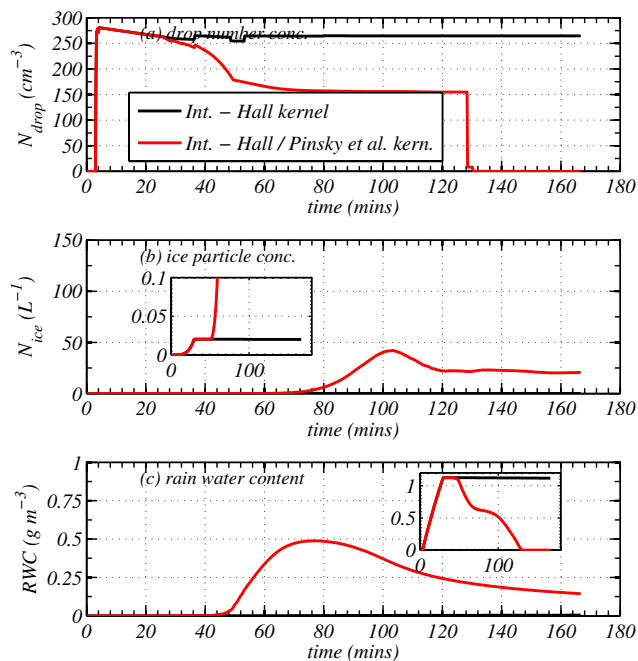 300
250
200
150
100
50
0
N_drop (cm^−3)
(a) drop number conc.
Int. − Hall kernel
Int. − Hall / Pinsky et al. kern.
0 20 40 60 80 100 120 140 160 180
time (mins)
150
100
50
0
N_ice (L^−1)
(b) ice particle conc.
0.1
0.05
0
0 100
0 20 40 60 80 100 120 140 160 180
time (mins)
1
0.75
0.5
0.25
0
RWC (g m^−3)
(c) rain water content
1
0.5
0
0 100
0 20 40 60 80 100 120 140 160 180
time (mins)